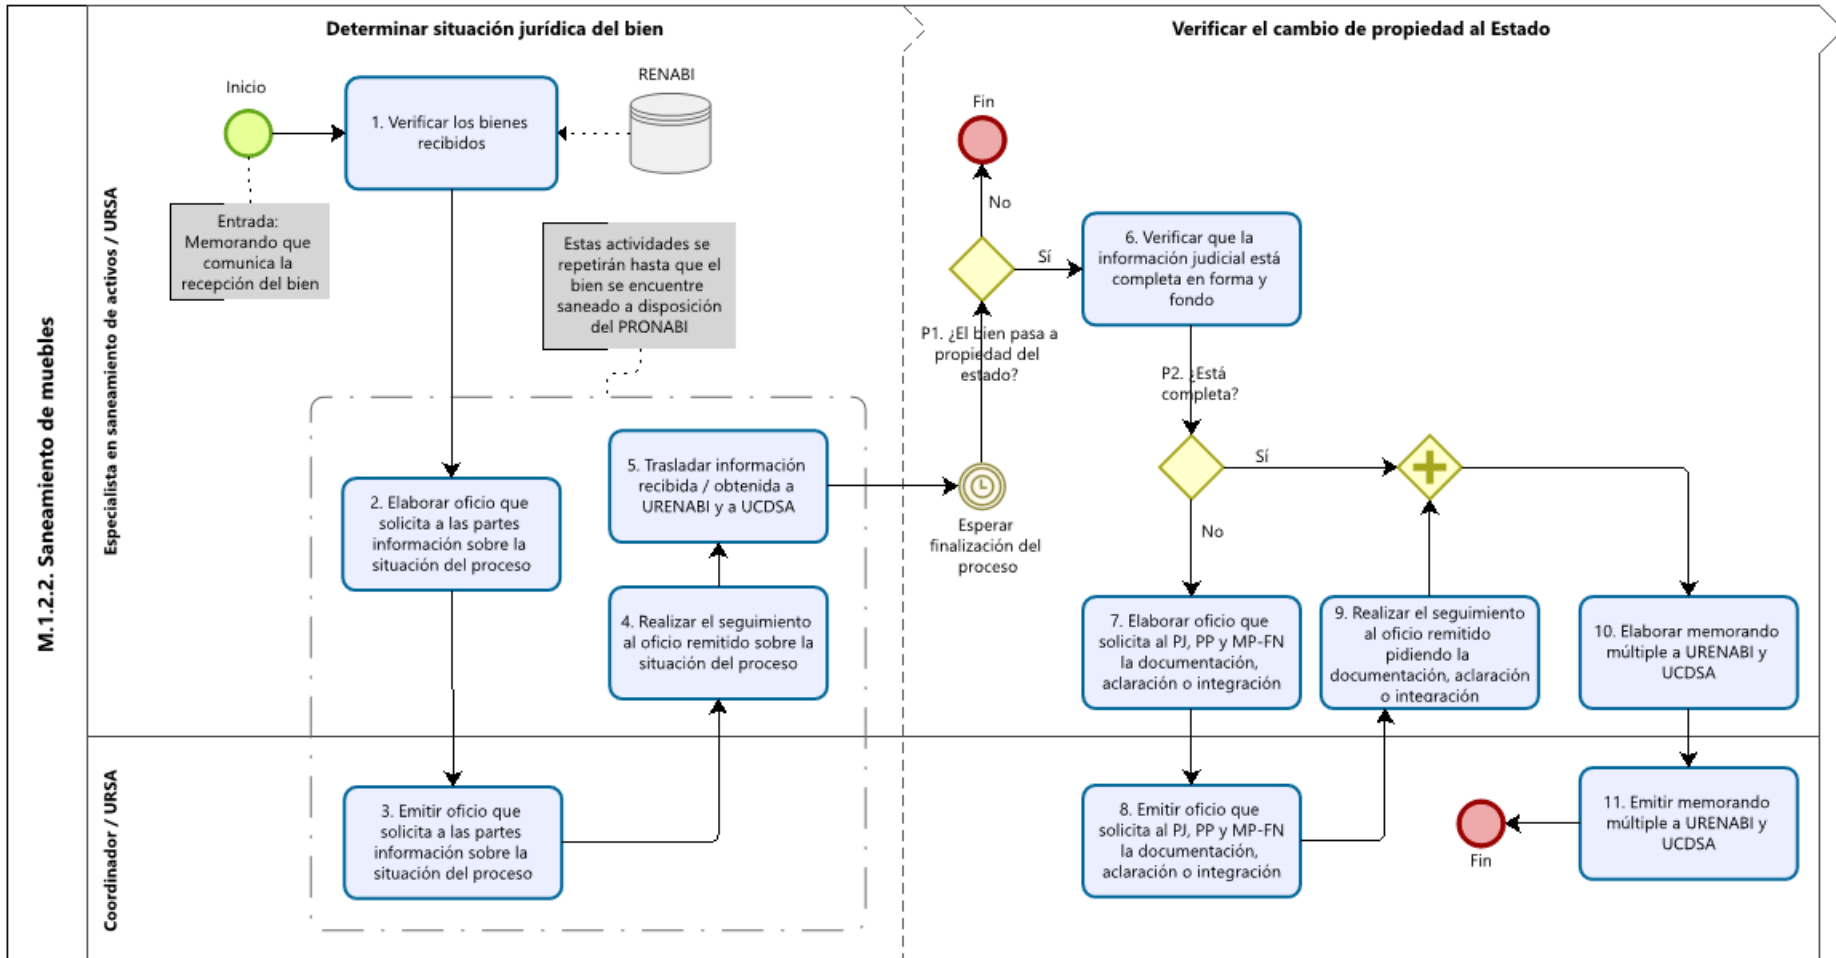 M.1.2.2. Saneamiento de muebles
Especialista en saneamiento de activos / URSA
Coordinador / URSA
Determinar situación jurídica del bien
Verificar el cambio de propiedad al Estado
Inicio
1. Verificar los bienes
recibidos
RENABI
Entrada:
Memorando que
comunica la
recepción del bien
Estas actividades se
repetirán hasta que el
bien se encuentre
saneado a disposición
del PRONABI
2. Elaborar oficio que
solicita a las partes
información sobre la
situación del proceso
3. Emitir oficio que
solicita a las partes
información sobre la
situación del proceso
4. Realizar el seguimiento
al oficio remitido sobre la
situación del proceso
5. Trasladar información
recibida / obtenida a
URENABI y a UCDSA
Esperar
finalización del
proceso
P1. ¿El bien pasa a
propiedad del
estado?
No
Fin
Sí
6. Verificar que la
información judicial está
completa en forma y
fondo
P2. ¿Está
completa?
Sí
No
7. Elaborar oficio que
solicita al PJ, PP y MP-FN
la documentación,
aclaración o integración
8. Emitir oficio que
solicita al PJ, PP y MP-FN
la documentación,
aclaración o integración
9. Realizar el seguimiento
al oficio remitido
pidiendo la
documentación, aclaración
o integración
10. Elaborar memorando
múltiple a URENABI y
UCDSA
11. Emitir memorando
múltiple a URENABI y
UCDSA
Fin